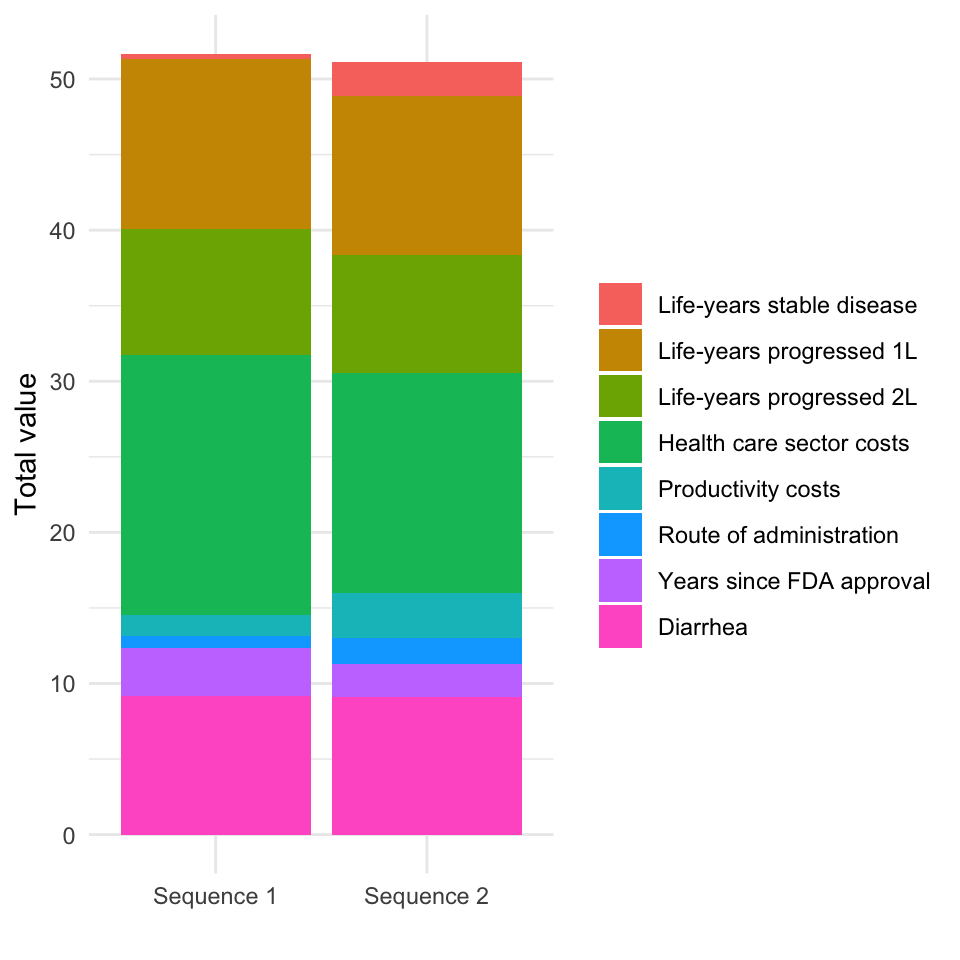 Total value
50
40
30
20
10
0
Sequence 1
Sequence 2
Life-years stable disease
Life-years progressed 1L
Life-years progressed 2L
Health care sector costs
Productivity costs
Route of administration
Years since FDA approval
Diarrhea